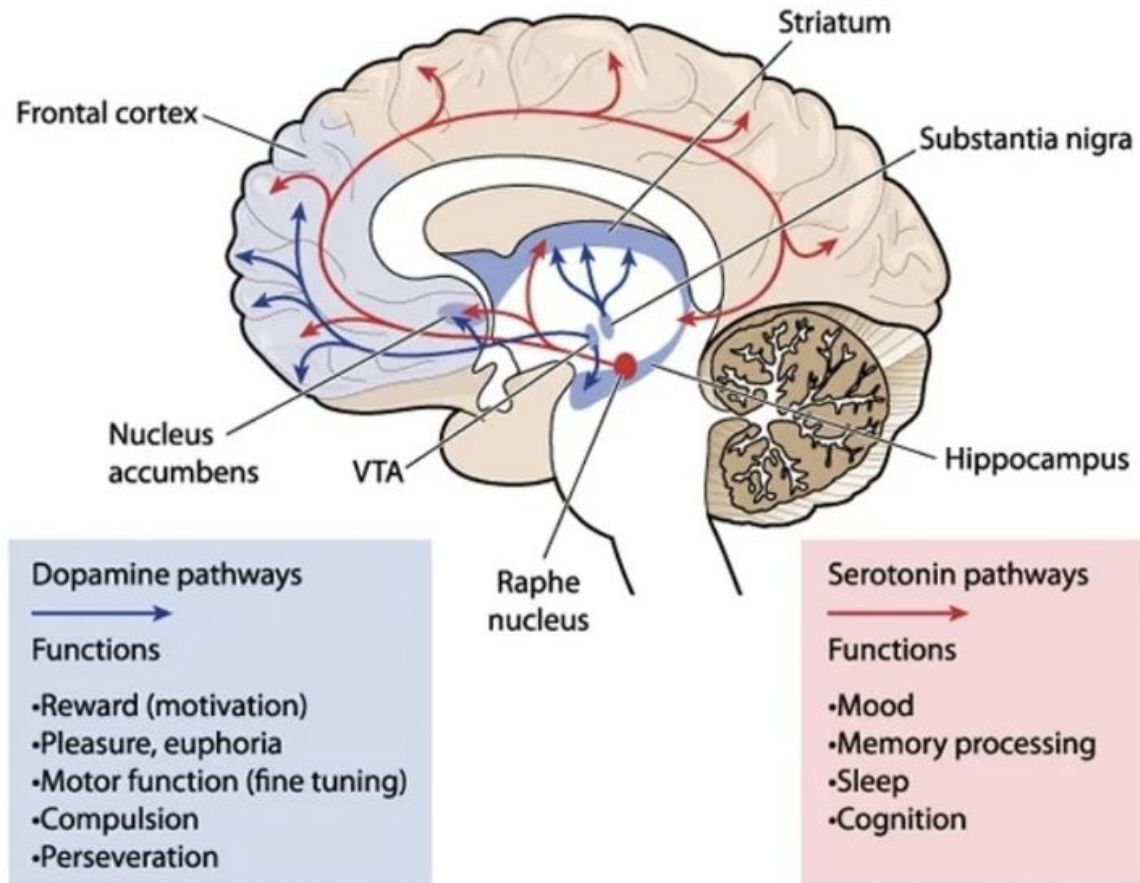 Striatum
Frontal cortex
Substantia nigra
Nucleus
accumbens
VTA
Hippocampus
Raphe
nucleus
Dopamine pathways
Functions
•Reward (motivation)
•Pleasure, euphoria
•Motor function (fine tuning)
•Compulsion
•Perseveration
Serotonin pathways
Functions
•Mood
•Memory processing
•Sleep
•Cognition